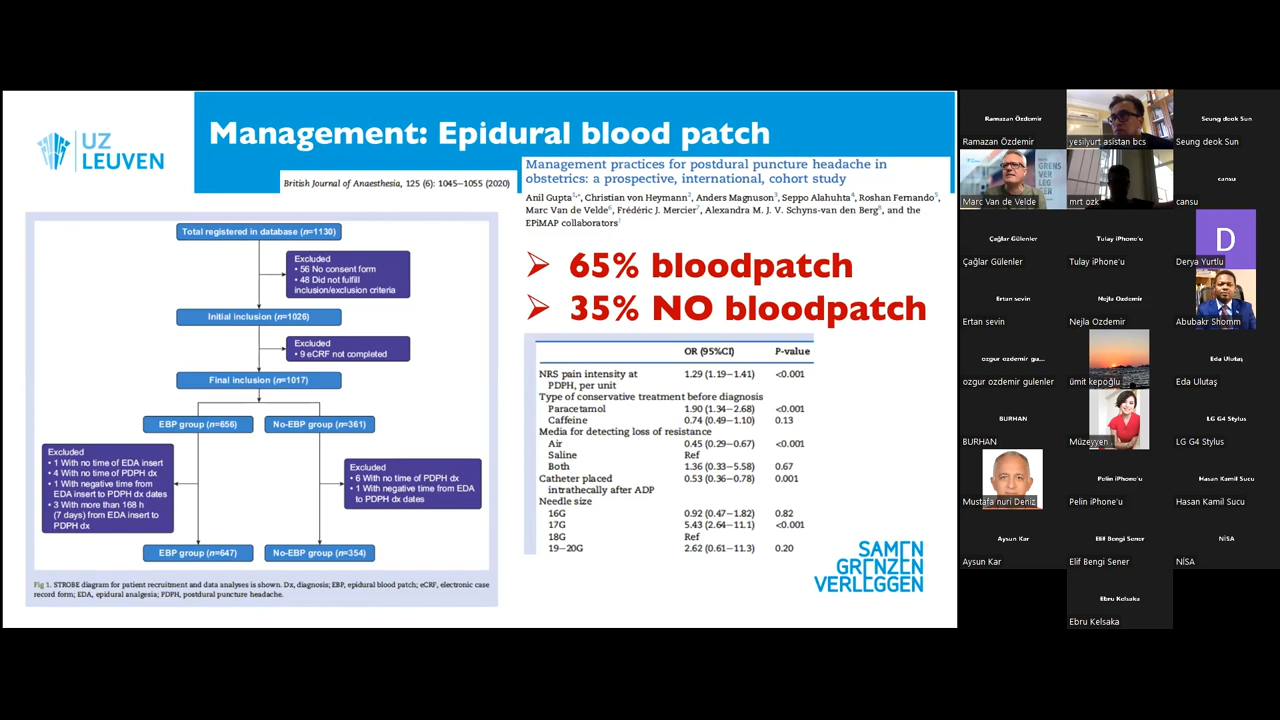 UZ
LEUVEN
Management: Epidural blood patch
British Journal of Anaesthesia, 125 (6): 1045–1055 (2020)
Management practices for postdural puncture headache in
obstetrics: a prospective, international, cohort study
Anil Gupta1,*, Christian von Heymann2, Anders Magnuson3, Seppo Alahuhta4, Roshan Fernando5,
Marc Van de Velde6, Frédéric J. Mercier7, Alexandra M. J. V. Schyns-van den Berg8, and the
EPiMAP collaborators†
Total registered in database (n=1130)
Excluded
• 56 No consent form
• 48 Did not fulfill
inclusion/exclusion criteria
Initial inclusion (n=1026)
Excluded
• 9 eCRF not completed
Final inclusion (n=1017)
EBP group (n=656)
No-EBP group (n=361)
Excluded
• 1 With no time of EDA insert
• 4 With no time of PDPH dx
• 1 With negative time from
EDA insert to PDPH dx dates
• 3 With more than 168 h
(7 days) from EDA insert to
PDPH dx
Excluded
• 6 With no time of PDPH dx
• 1 With negative time from EDA
to PDPH dx dates
EBP group (n=647)
No-EBP group (n=354)
Fig 1. STROBE diagram for patient recruitment and data analyses is shown. Dx, diagnosis; EBP, epidural blood patch; eCRF, electronic case
record form; EDA, epidural analgesia; PDPH, postdural puncture headache.
➢ 65% bloodpatch
➢ 35% NO bloodpatch
OR (95%CI) P-value
NRS pain intensity at 1.29 (1.19–1.41) <0.001
PDPH, per unit
Type of conservative treatment before diagnosis
Paracetamol 1.90 (1.34–2.68) <0.001
Caffeine 0.74 (0.49–1.10) 0.13
Media for detecting loss of resistance
Air 0.45 (0.29–0.67) <0.001
Saline Ref
Both 1.36 (0.33–5.58) 0.67
Catheter placed 0.53 (0.36–0.78) 0.001
intrathecally after ADP
Needle size
16G 0.92 (0.47–1.82) 0.82
17G 5.43 (2.64–11.1) <0.001
18G Ref
19–20G 2.62 (0.61–11.3) 0.20
SAMEN
GRENZEN
VERLEGGEN
Ramazan Özdemir
Ramazan Özdemir
yesilyurt asistan bcs
Seung deok Sun
Seung deok Sun
GRENS
VER
LEG
GEN
Marc Van de Velde
mrt ozk
cansu
cansu
Çağlar Gülenler
Çağlar Gülenler
Tulay iPhone'u
Tulay iPhone'u
D
Derya Yurtlu
Ertan sevin
Ertan sevin
Nejla Ozdemir
Nejla Ozdemir
Abubakr Shomm
ozgur ozdemir gu...
ozgur ozdemir gulenler
ümit kepoğlu
Eda Ulutaş
Eda Ulutaş
BURHAN
BURHAN
Müzeyyen .
LG G4 Stylus
LG G4 Stylus
Mustafa nuri Deniz
Pelin iPhone'u
Pelin iPhone'u
Hasan Kamil Sucu
Hasan Kamil Sucu
Aysun Kar
Aysun Kar
Elif Bengi Sener
Elif Bengi Sener
NİSA
NİSA
Ebru Kelsaka
Ebru Kelsaka